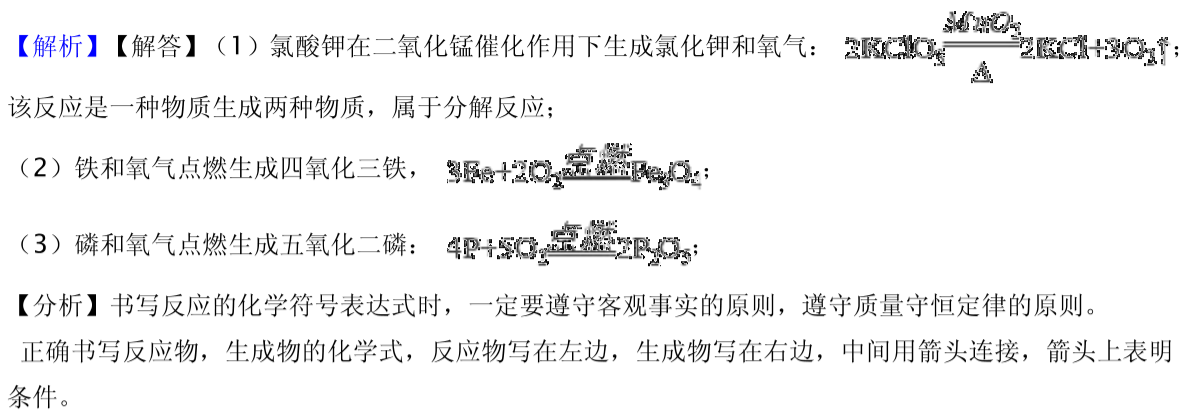 【解析】【解答】（1）氯酸钾在二氧化锰催化作用下生成氯化钾和氧气： 2KClO₃ MnO₂ △ 2KCl+3O₂↑；
该反应是一种物质生成两种物质，属于分解反应；
（2）铁和氧气点燃生成四氧化三铁， 3Fe+2O₂ 点燃 Fe₃O₄；
（3）磷和氧气点燃生成五氧化二磷： 4P+5O₂ 点燃 2P₂O₅；
【分析】书写反应的化学符号表达式时，一定要遵守客观事实的原则，遵守质量守恒定律的原则。
正确书写反应物，生成物的化学式，反应物写在左边，生成物写在右边，中间用箭头连接，箭头上表明
条件。